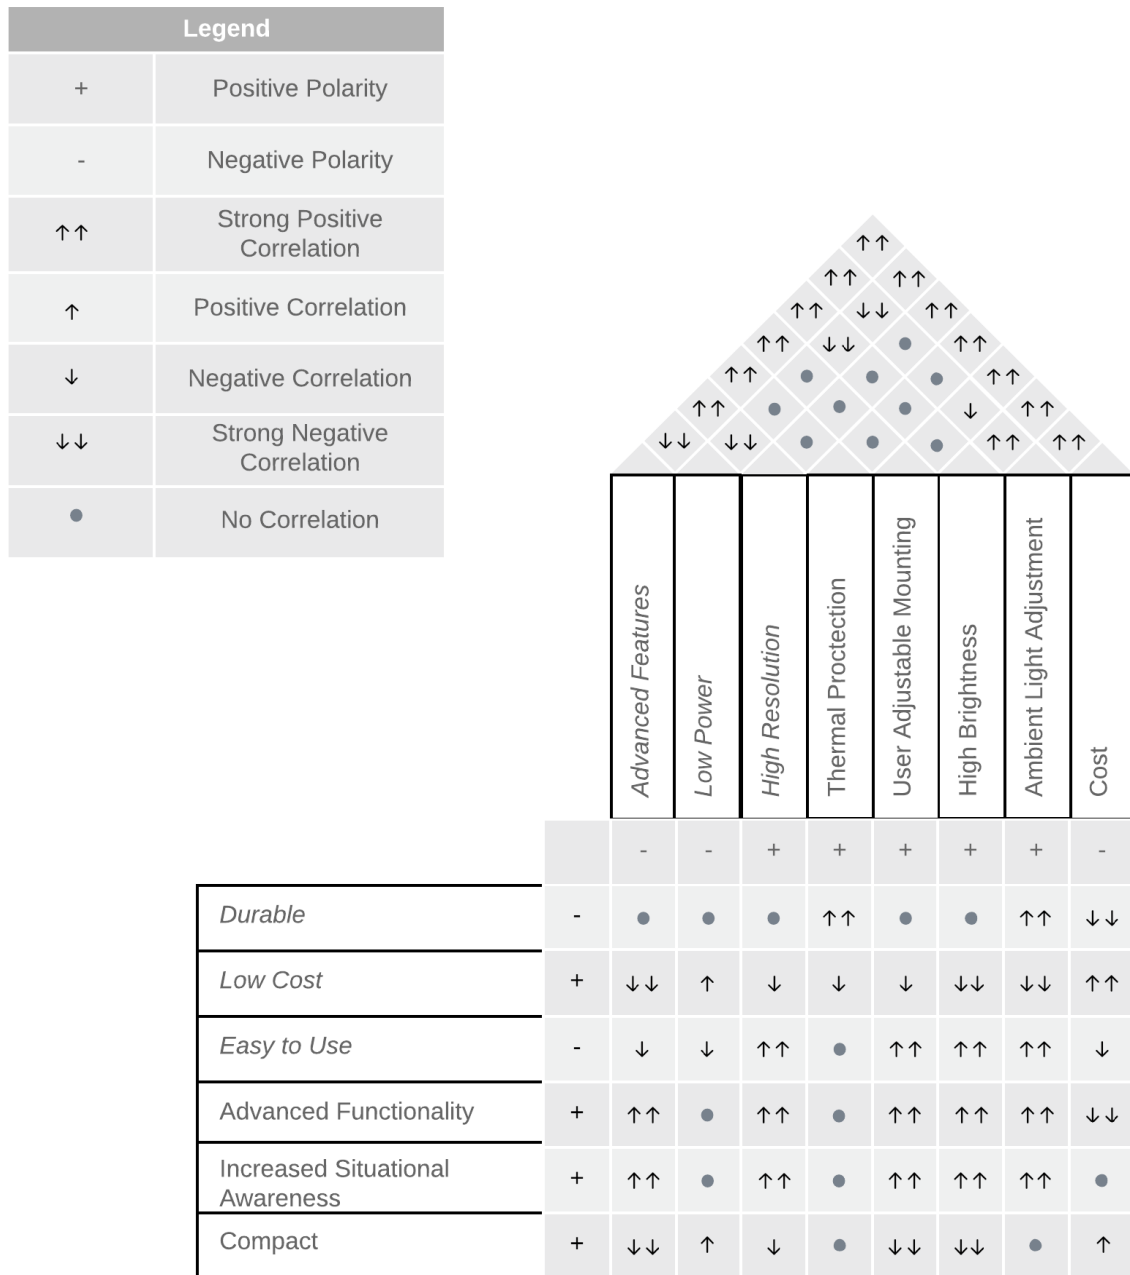 Legend
+ Positive Polarity
- Negative Polarity
↑↑ Strong Positive
Correlation
↑ Positive Correlation
↓ Negative Correlation
↓↓ Strong Negative
Correlation
● No Correlation
↑↑
↑↑ ↑↑
↑↑ ↓↓ ↑↑
↑↑ ↓↓ ● ↑↑
↑↑ ● ● ● ↑↑
↑↑ ● ● ● ↓ ↑↑
↓↓ ↓↓ ● ● ● ↑↑ ↑↑
Advanced Features
Low Power
High Resolution
Thermal Proctection
User Adjustable Mounting
High Brightness
Ambient Light Adjustment
Cost
- - + + + + + -
Durable - ● ● ● ↑↑ ● ● ↑↑ ↓↓
Low Cost + ↓↓ ↑ ↓ ↓ ↓ ↓↓ ↓↓ ↑↑
Easy to Use - ↓ ↓ ↑↑ ● ↑↑ ↑↑ ↑↑ ↓
Advanced Functionality + ↑↑ ● ↑↑ ● ↑↑ ↑↑ ↑↑ ↓↓
Increased Situational
Awareness + ↑↑ ● ↑↑ ● ↑↑ ↑↑ ↑↑ ●
Compact + ↓↓ ↑ ↓ ● ↓↓ ↓↓ ● ↑